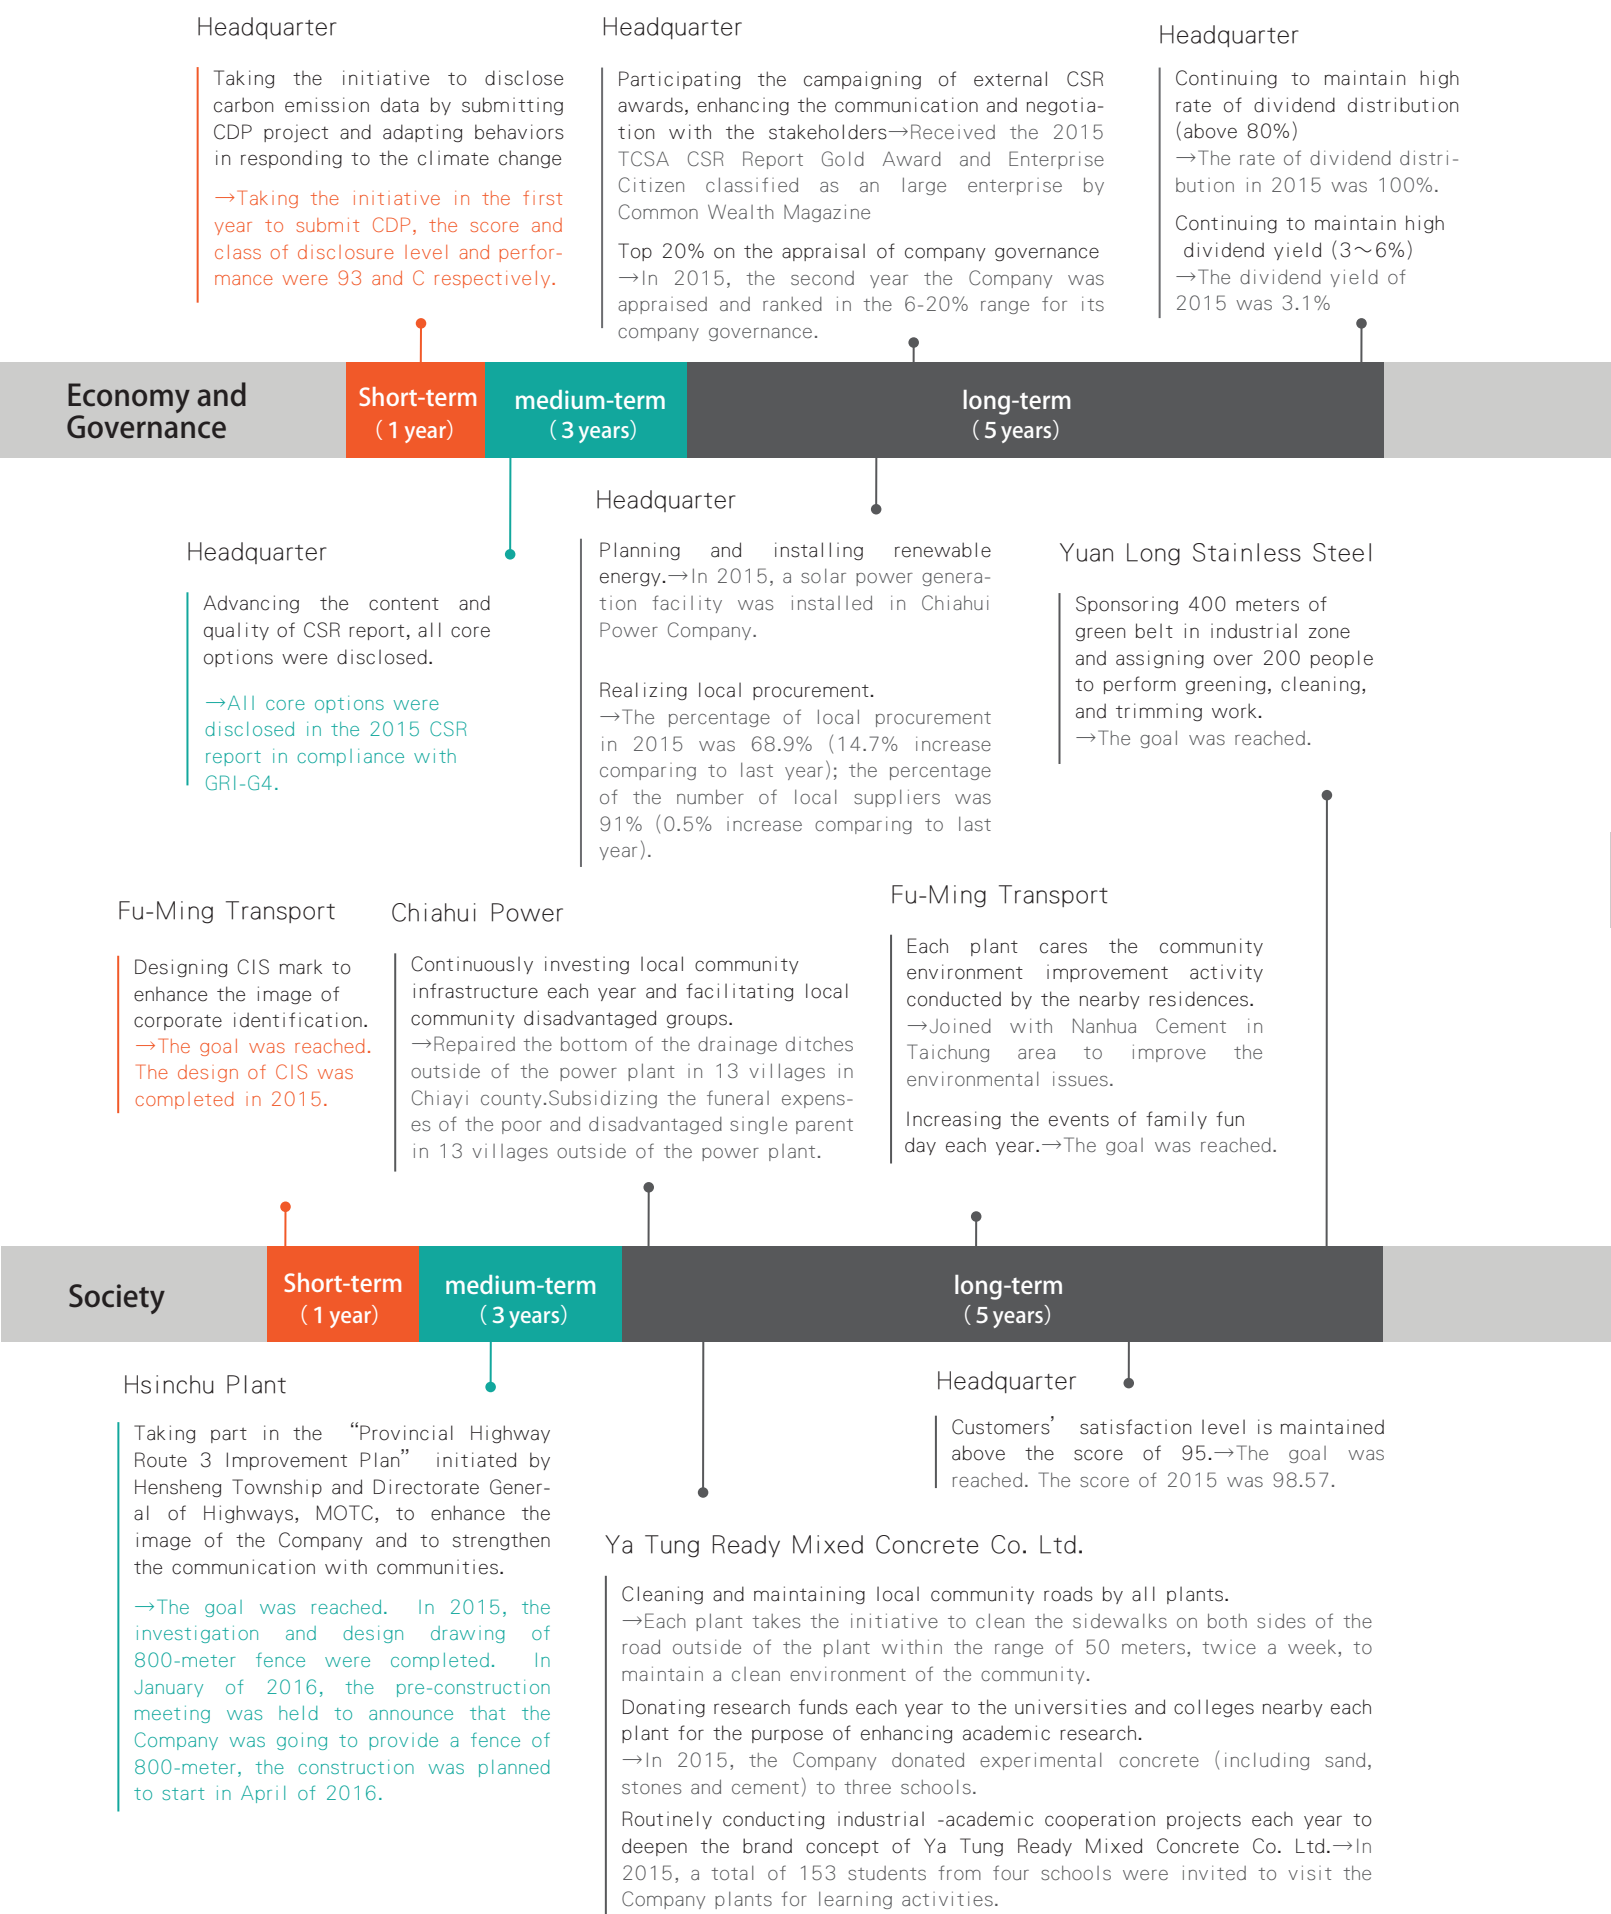 Headquarter
Taking the initiative to disclose
carbon emission data by submitting
CDP project and adapting behaviors
in responding to the climate change
→Taking the initiative in the first
year to submit CDP, the score and
class of disclosure level and perfor-
mance were 93 and C respectively.
Headquarter
Participating the campaigning of external CSR
awards, enhancing the communication and negotia-
tion with the stakeholders→Received the 2015
TCSA CSR Report Gold Award and Enterprise
Citizen classified as an large enterprise by
Common Wealth Magazine
Top 20% on the appraisal of company governance
→In 2015, the second year the Company was
appraised and ranked in the 6-20% range for its
company governance.
Headquarter
Continuing to maintain high
rate of dividend distribution
(above 80%)
→The rate of dividend distri-
bution in 2015 was 100%.
Continuing to maintain high
dividend yield (3～6%)
→The dividend yield of
2015 was 3.1%
Economy and
Governance
Short-term
(1 year)
medium-term
(3 years)
long-term
(5 years)
Headquarter
Advancing the content and
quality of CSR report, all core
options were disclosed.
→All core options were
disclosed in the 2015 CSR
report in compliance with
GRI-G4.
Headquarter
Planning and installing renewable
energy.→In 2015, a solar power genera-
tion facility was installed in Chiahui
Power Company.
Realizing local procurement.
→The percentage of local procurement
in 2015 was 68.9% (14.7% increase
comparing to last year); the percentage
of the number of local suppliers was
91% (0.5% increase comparing to last
year).
Yuan Long Stainless Steel
Sponsoring 400 meters of
green belt in industrial zone
and assigning over 200 people
to perform greening, cleaning,
and trimming work.
→The goal was reached.
Fu-Ming Transport
Designing CIS mark to
enhance the image of
corporate identification.
→The goal was reached.
The design of CIS was
completed in 2015.
Chiahui Power
Continuously investing local community
infrastructure each year and facilitating local
community disadvantaged groups.
→Repaired the bottom of the drainage ditches
outside of the power plant in 13 villages in
Chiayi county.Subsidizing the funeral expens-
es of the poor and disadvantaged single parent
in 13 villages outside of the power plant.
Fu-Ming Transport
Each plant cares the community
environment improvement activity
conducted by the nearby residences.
→Joined with Nanhua Cement in
Taichung area to improve the
environmental issues.
Increasing the events of family fun
day each year.→The goal was reached.
Society
Short-term
(1 year)
medium-term
(3 years)
long-term
(5 years)
Hsinchu Plant
Taking part in the “Provincial Highway
Route 3 Improvement Plan” initiated by
Hensheng Township and Directorate Gener-
al of Highways, MOTC, to enhance the
image of the Company and to strengthen
the communication with communities.
→The goal was reached. In 2015, the
investigation and design drawing of
800-meter fence were completed. In
January of 2016, the pre-construction
meeting was held to announce that the
Company was going to provide a fence of
800-meter, the construction was planned
to start in April of 2016.
Headquarter
Customers’ satisfaction level is maintained
above the score of 95.→The goal was
reached. The score of 2015 was 98.57.
Ya Tung Ready Mixed Concrete Co. Ltd.
Cleaning and maintaining local community roads by all plants.
→Each plant takes the initiative to clean the sidewalks on both sides of the
road outside of the plant within the range of 50 meters, twice a week, to
maintain a clean environment of the community.
Donating research funds each year to the universities and colleges nearby each
plant for the purpose of enhancing academic research.
→In 2015, the Company donated experimental concrete (including sand,
stones and cement) to three schools.
Routinely conducting industrial -academic cooperation projects each year to
deepen the brand concept of Ya Tung Ready Mixed Concrete Co. Ltd.→In
2015, a total of 153 students from four schools were invited to visit the
Company plants for learning activities.